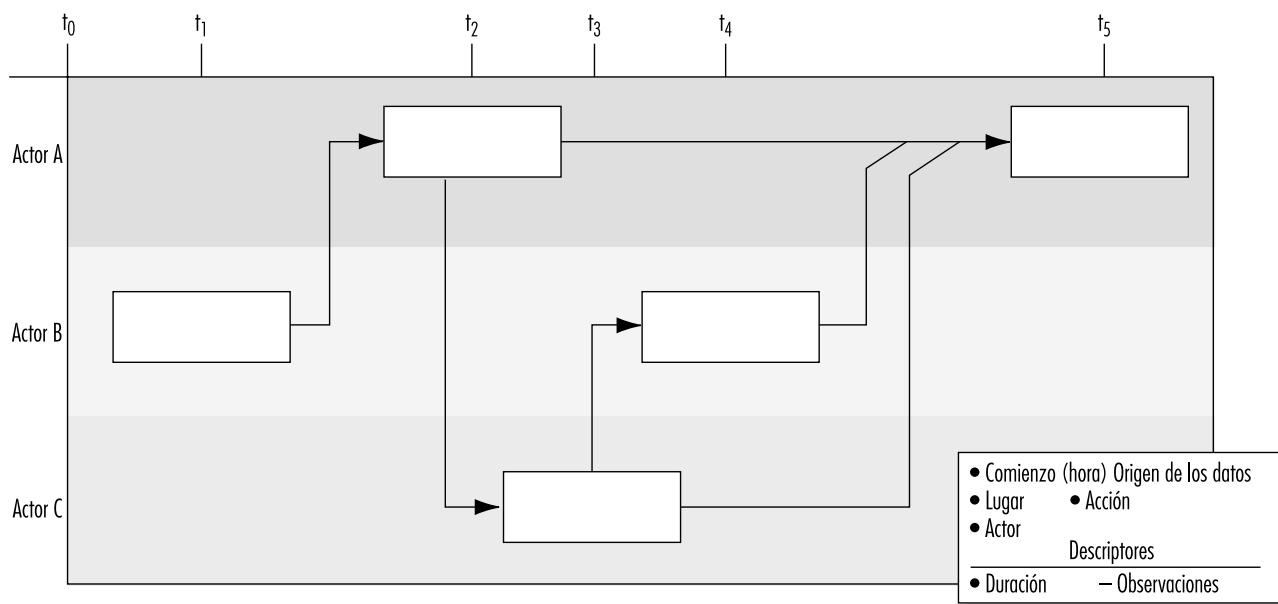 t0 t1 t2 t3 t4 t5
Actor A
Actor B
Actor C
● Comienzo (hora) Origen de los datos
● Lugar ● Acción
● Actor
Descriptores
● Duración – Observaciones